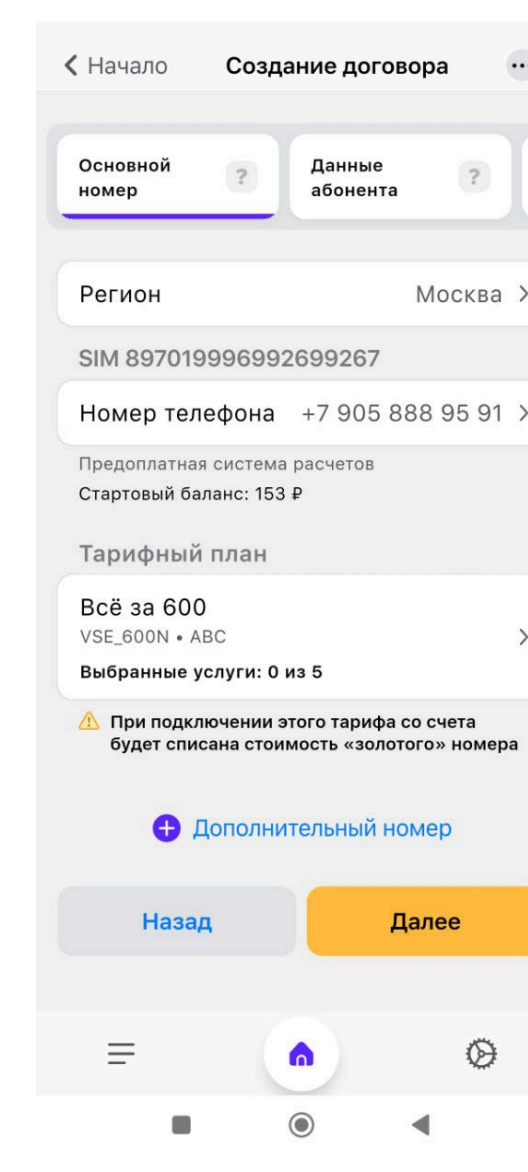 Начало
Создание договора
Основной
номер
?
Данные
абонента
?
Регион
Москва
SIM 897019996992699267
Номер телефона
+7 905 888 95 91
Предоплатная система расчетов
Стартовый баланс: 153 ₽
Тарифный план
Всё за 600
VSE_600N • ABC
Выбранные услуги: 0 из 5
При подключении этого тарифа со счета
будет списана стоимость «золотого» номера
Дополнительный номер
Назад
Далее